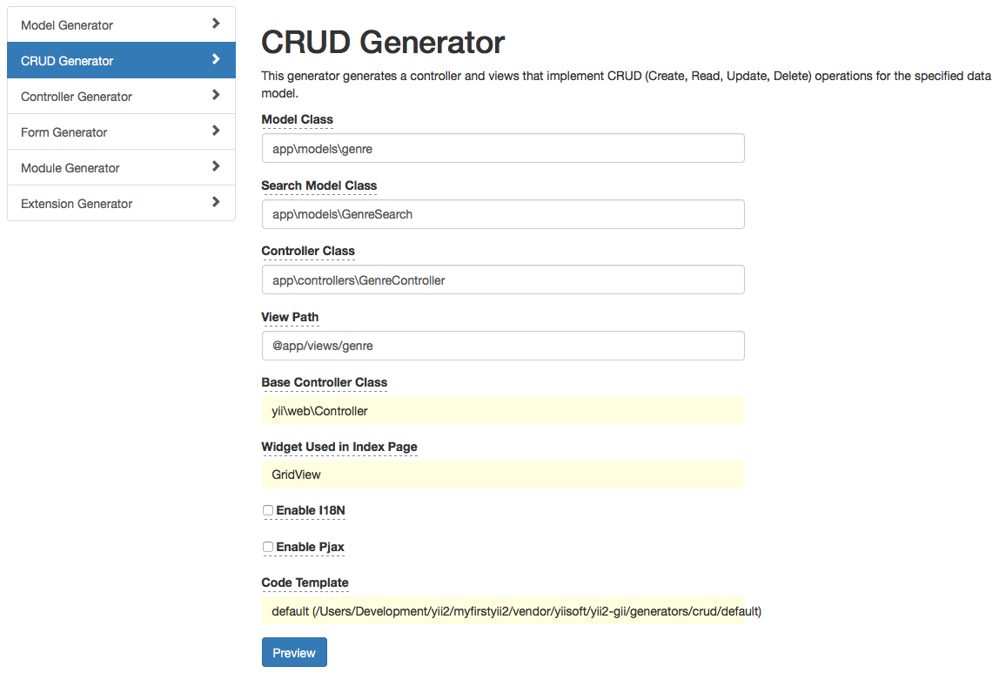 Model Generator
CRUD Generator
Controller Generator
Form Generator
Module Generator
Extension Generator
CRUD Generator
This generator generates a controller and views that implement CRUD (Create, Read, Update, Delete) operations for the specified data
model.
Model Class
app\models\genre
Search Model Class
app\models\GenreSearch
Controller Class
app\controllers\GenreController
View Path
@app/views/genre
Base Controller Class
yii\web\Controller
Widget Used in Index Page
GridView
Enable I18N
Enable Pjax
Code Template
default (/Users/Development/yii2/myfirstyii2/vendor/yiisoft/yii2-gii/generators/crud/default)
Preview